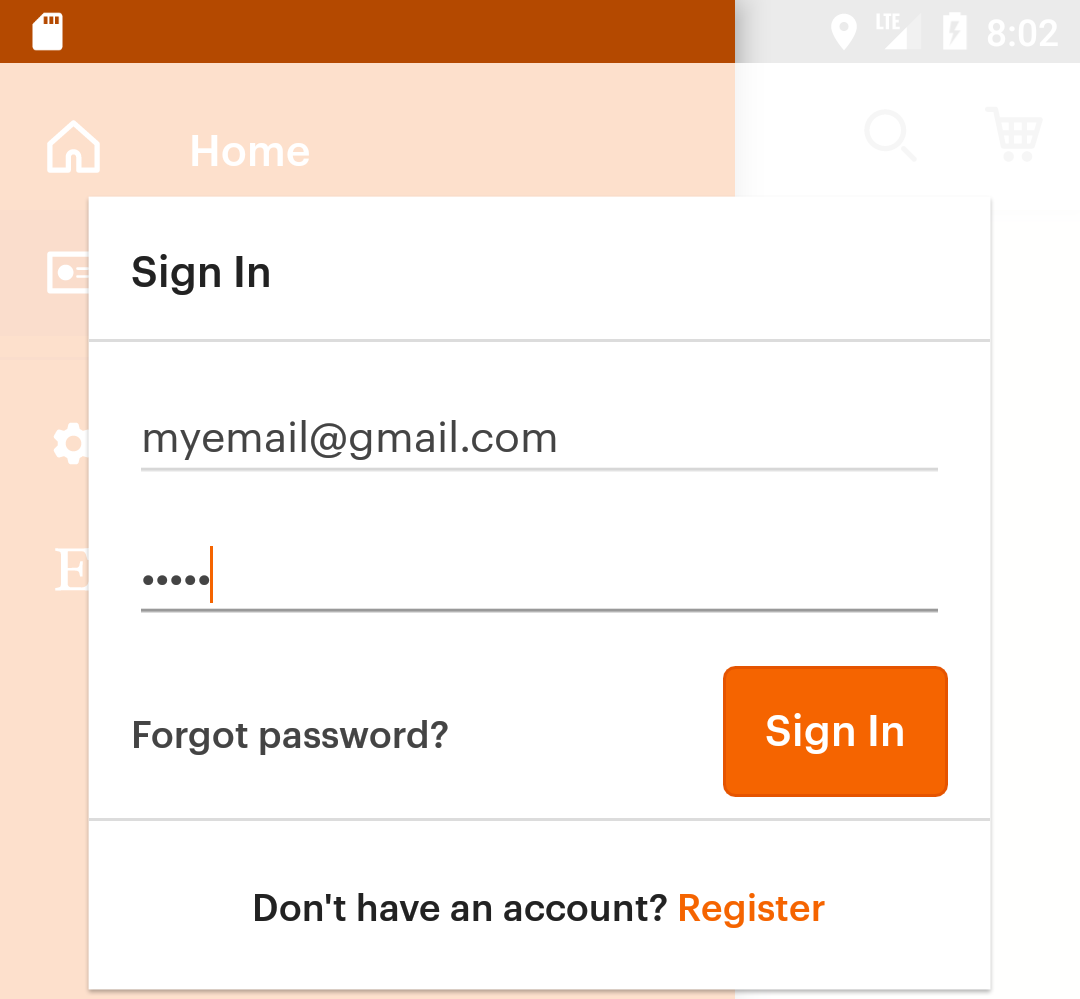 LTE 8:02
Home
Sign In
myemail@gmail.com
•••••
Forgot password?
Sign In
E
Don't have an account? Register